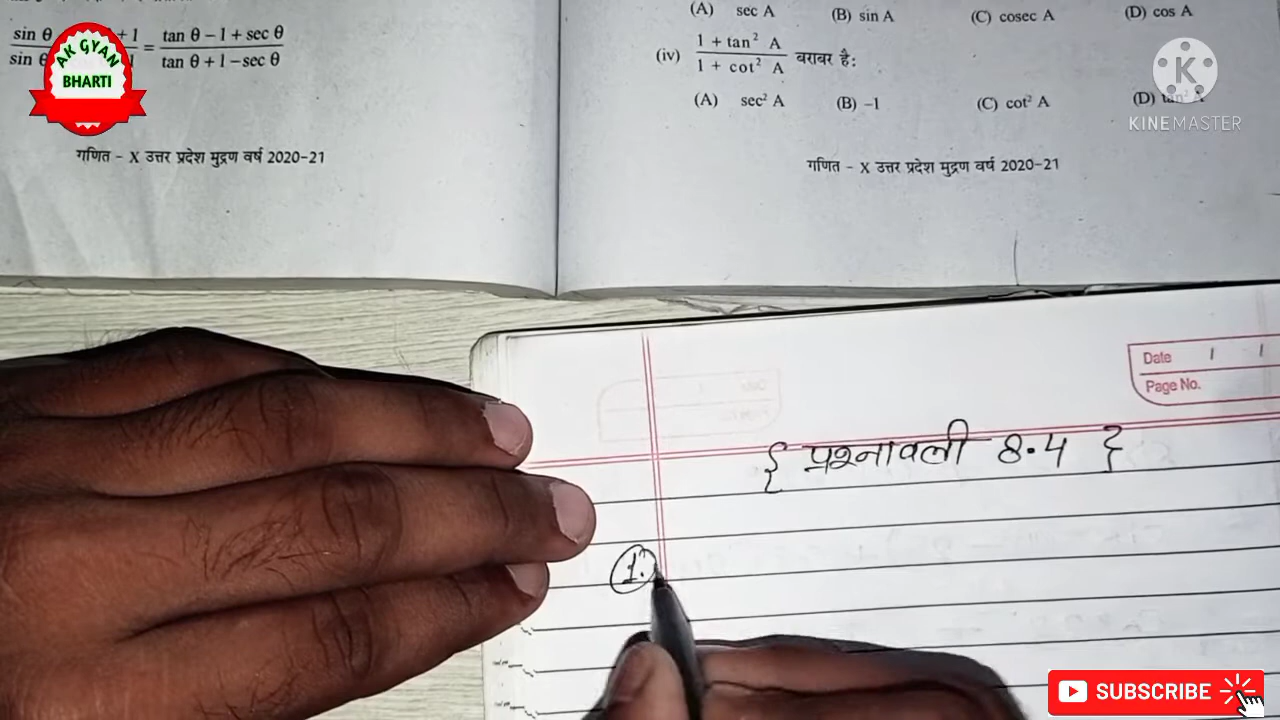 sin θ + 1 = tan θ – 1 + sec θ
sin θ tan θ + 1 – sec θ
AK GYAN
BHARTI
गणित – X उत्तर प्रदेश मुद्रण वर्ष 2020-21
(A) sec A (B) sin A (C) cosec A (D) cos A
(iv) 1 + tan² A / 1 + cot² A बराबर है:
(A) sec² A (B) –1 (C) cot² A (D) tan² A
K
KINEMASTER
गणित – X उत्तर प्रदेश मुद्रण वर्ष 2020-21
Date
Page No.
{ प्रश्नावली 8.4 }
1.
SUBSCRIBE